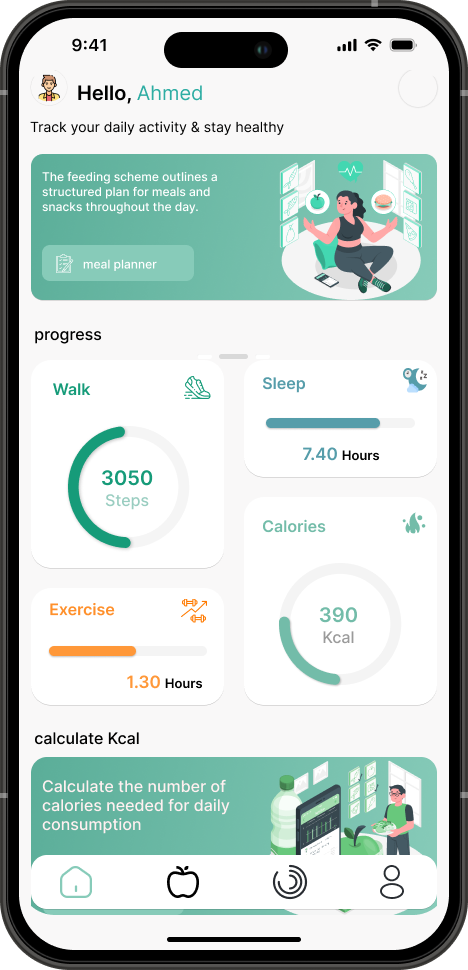 9:41
Hello, Ahmed
Track your daily activity & stay healthy
The feeding scheme outlines a
structured plan for meals and
snacks throughout the day.
meal planner
progress
Walk
3050
Steps
Sleep
7.40 Hours
Calories
390
Kcal
Exercise
1.30 Hours
calculate Kcal
Calculate the number of
calories needed for daily
consumption